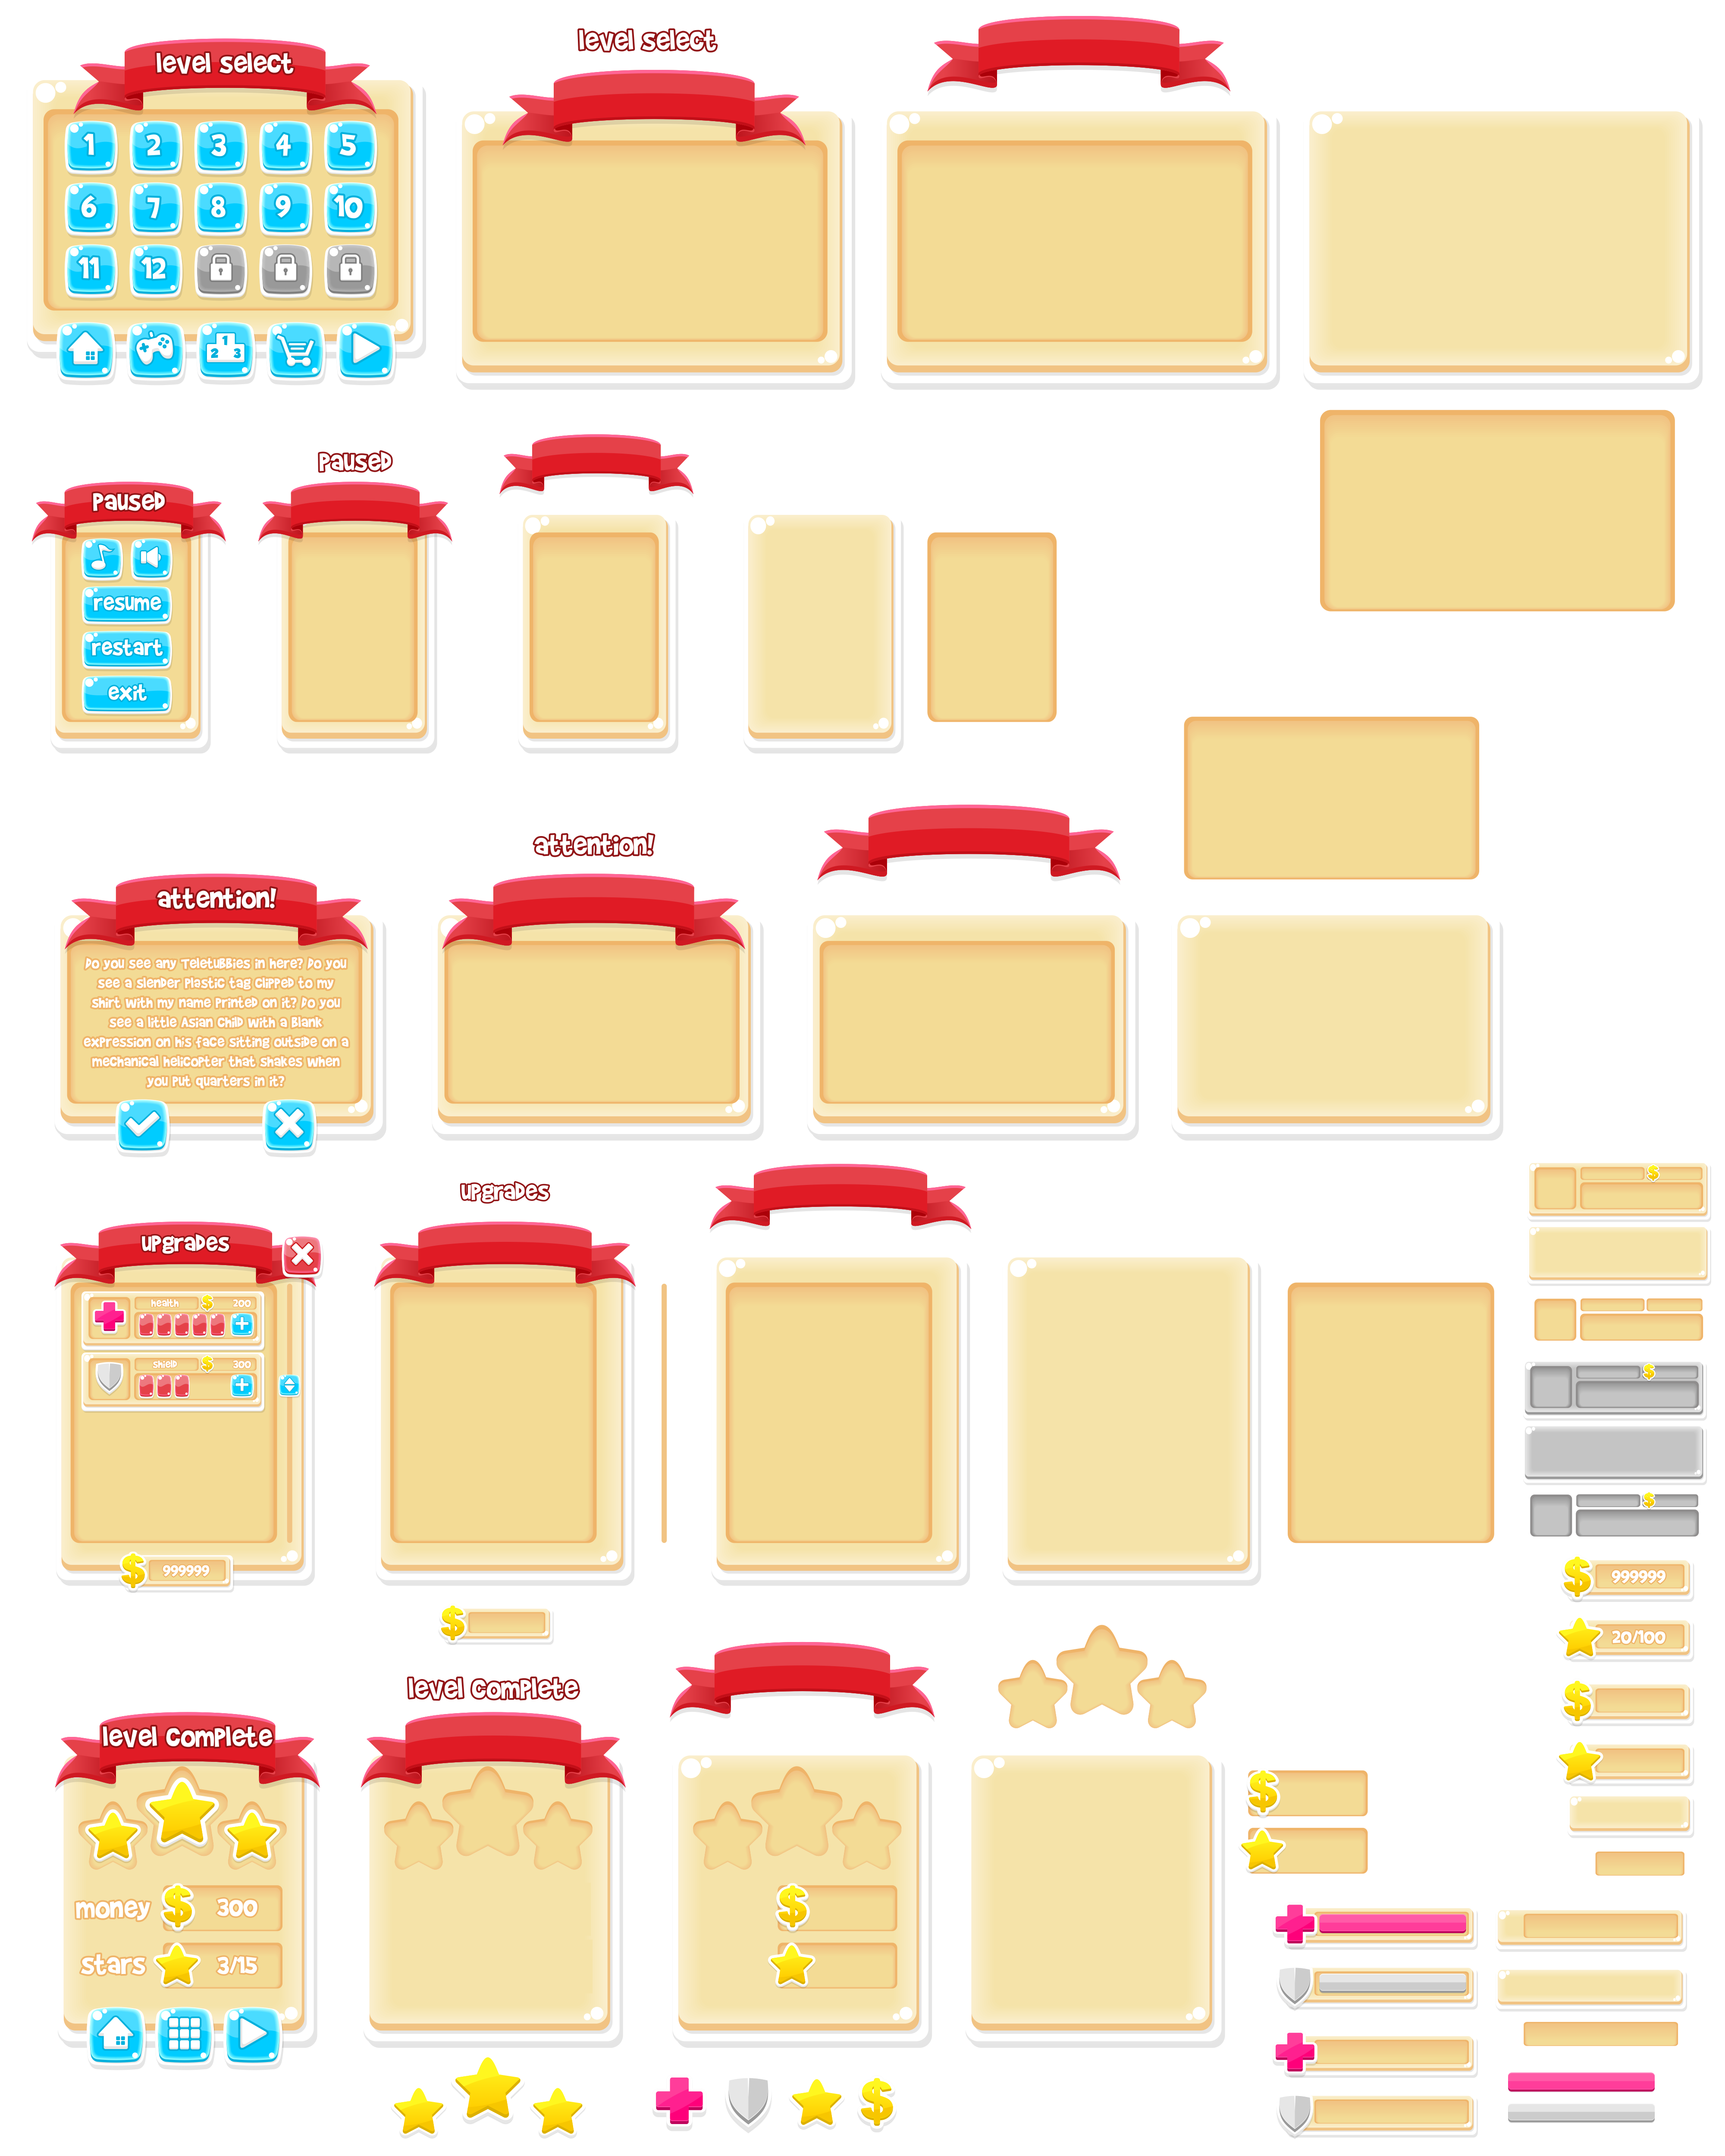 level select
level select
1 2 3 4 5
6 7 8 9 10
11 12
1
2 3
Paused
Paused
resume
restart
exit
attention!
attention!
Do you see any Teletubbies in here? Do you
see a slender plastic tag clipped to my
shirt with my name printed on it? Do you
see a little Asian child with a blank
expression on his face sitting outside on a
mechanical helicopter that shakes when
you put quarters in it?
$
upgrades
upgrades
health $ 200
$
shield $ 300
$
$ 999999
$ 999999
20/100
$
$
level complete
level complete
$
money $ 300
$
stars 3/15
$